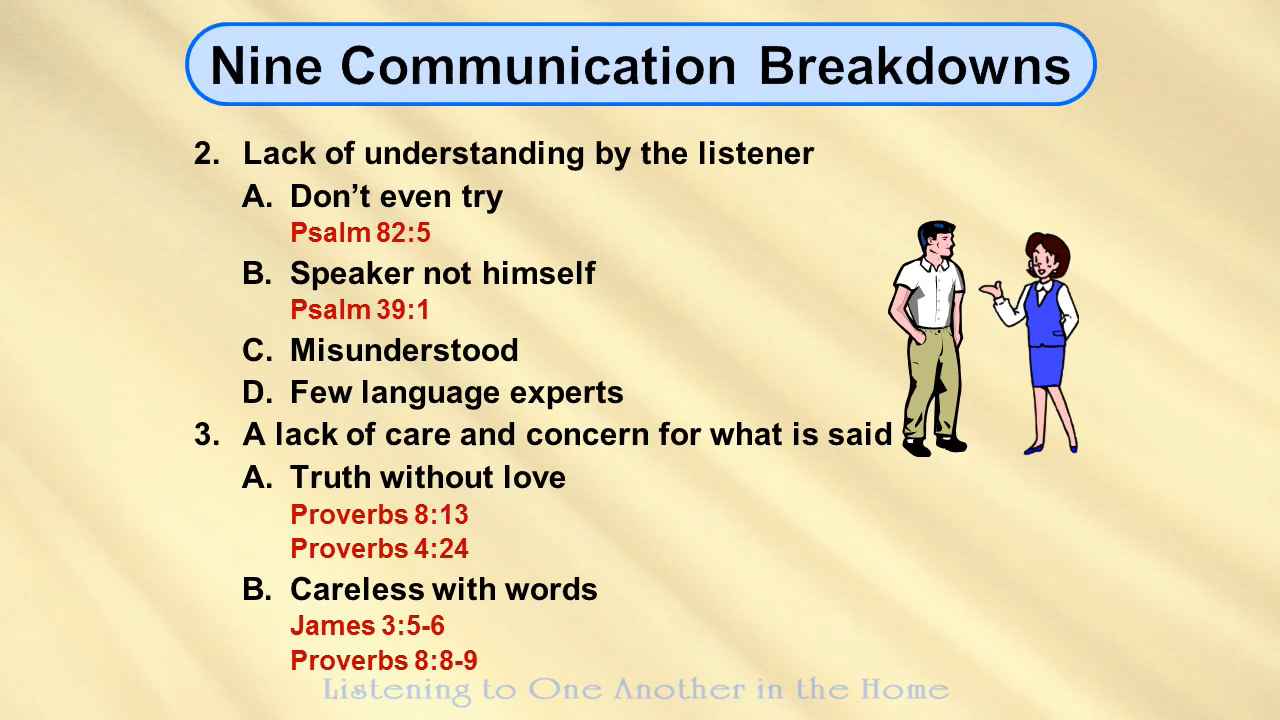 Nine Communication Breakdowns
2. Lack of understanding by the listener
A. Don’t even try
Psalm 82:5
B. Speaker not himself
Psalm 39:1
C. Misunderstood
D. Few language experts
3. A lack of care and concern for what is said
A. Truth without love
Proverbs 8:13
Proverbs 4:24
B. Careless with words
James 3:5-6
Proverbs 8:8-9
Listening to One Another in the Home